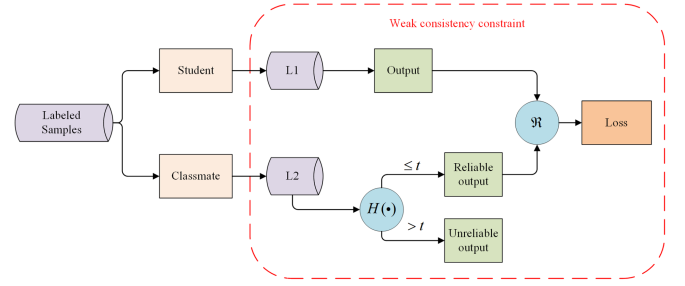 Weak consistency constraint
Student
L1
Output
Labeled
Samples
ℜ
Loss
Classmate
L2
≤ t
Reliable
output
H(•)
> t
Unreliable
output